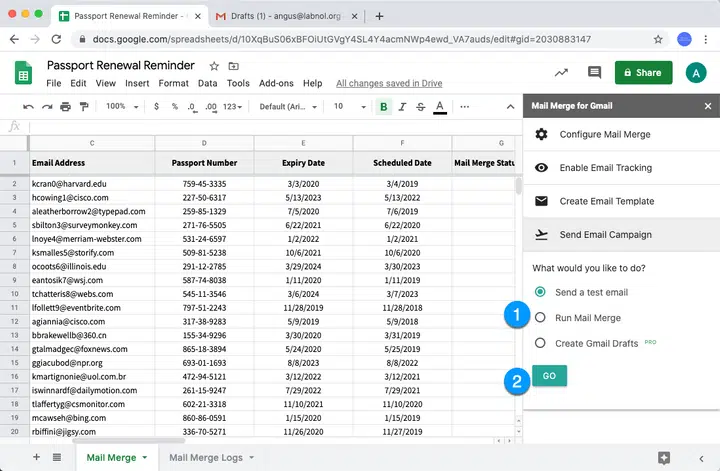 Passport Renewal Reminder -
Drafts (1) - angus@labnol.org -
docs.google.com/spreadsheets/d/10XqBuS06xBFOiUtGVgY4SL4Y4acmNWp4ewd_VA7auds/edit#gid=2030883147
Passport Renewal Reminder
File Edit View Insert Format Data Tools Add-ons Help All changes saved in Drive
Share
A
100% $ % .0 .00 123 Default (Ari... 10 B I S A
fx
Mail Merge for Gmail
C D E F G
1 Email Address Passport Number Expiry Date Scheduled Date Mail Merge Statu
2 kcran0@harvard.edu 759-45-3335 3/3/2020 3/4/2019
3 hcowing1@cisco.com 227-50-6317 5/13/2023 5/13/2022
4 aleatherborrow2@typepad.com 259-85-1329 7/5/2020 7/6/2019
5 sbilton3@surveymonkey.com 271-76-5505 6/22/2021 6/22/2020
6 lnoye4@merriam-webster.com 531-24-6597 1/2/2022 1/2/2021
7 ksmalles5@storify.com 509-81-5238 10/6/2021 10/6/2020
8 ocoots6@illinois.edu 291-12-2785 3/29/2024 3/30/2023
9 eantosik7@wsj.com 587-74-8038 1/11/2020 1/11/2019
10 tchatteris8@webs.com 545-11-3546 3/6/2024 3/7/2023
11 lfollett9@eventbrite.com 797-51-2243 11/28/2019 11/28/2018
12 agiannia@cisco.com 317-38-9283 5/9/2019 5/9/2018
13 bbrakewellb@360.cn 155-34-9296 3/30/2020 3/31/2019
14 gtalmadgec@foxnews.com 865-18-3894 5/24/2020 5/25/2019
15 ggiacubod@npr.org 693-01-1693 8/8/2023 8/8/2022
16 kmartignonie@uol.com.br 472-94-5121 3/12/2022 3/12/2021
17 iswinnardf@dailymotion.com 261-15-9247 7/22/2022 7/22/2021
18 tlaffertyg@csmonitor.com 602-21-3318 11/10/2021 11/10/2020
19 mcawseh@bing.com 860-86-0591 1/15/2020 1/15/2019
20 rbiffini@jigsy.com 336-70-5271 11/26/2020 11/27/2019
Configure Mail Merge
Enable Email Tracking
Create Email Template
Send Email Campaign
What would you like to do?
Send a test email
1 Run Mail Merge
Create Gmail Drafts PRO
2 GO
Mail Merge Mail Merge Logs